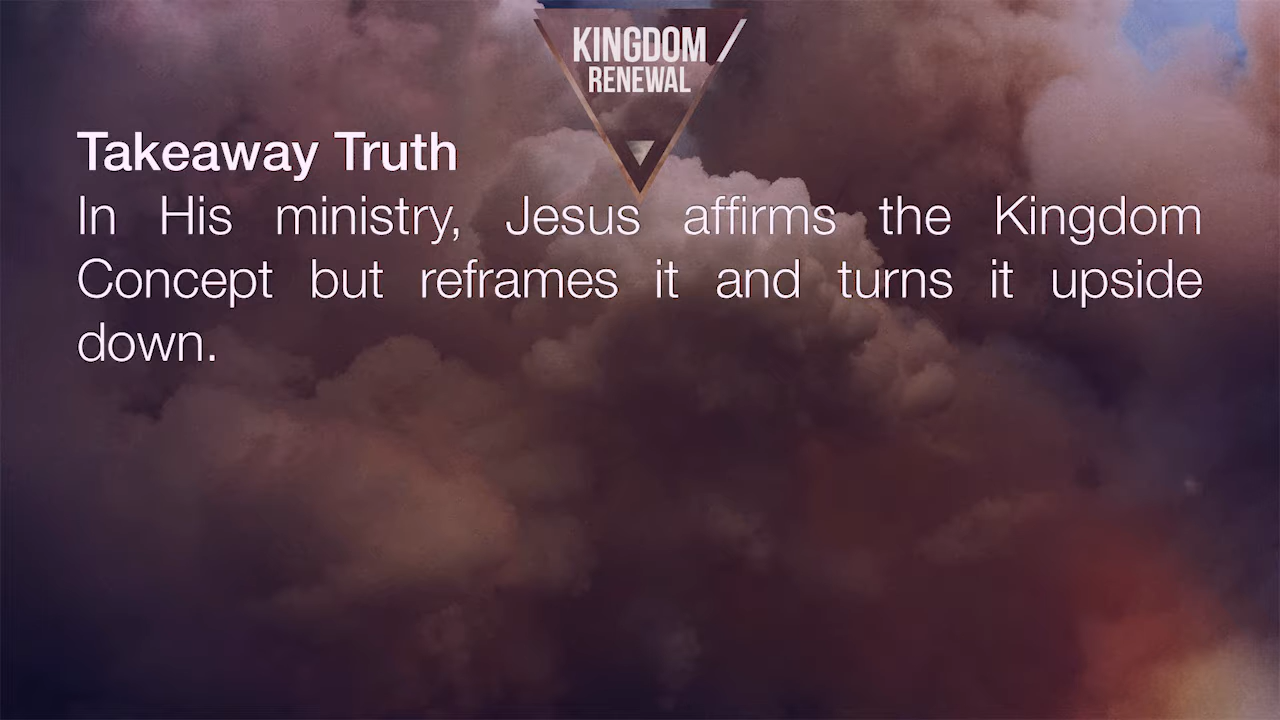 KINGDOM
RENEWAL
Takeaway Truth
In His ministry, Jesus affirms the Kingdom
Concept but reframes it and turns it upside
down.